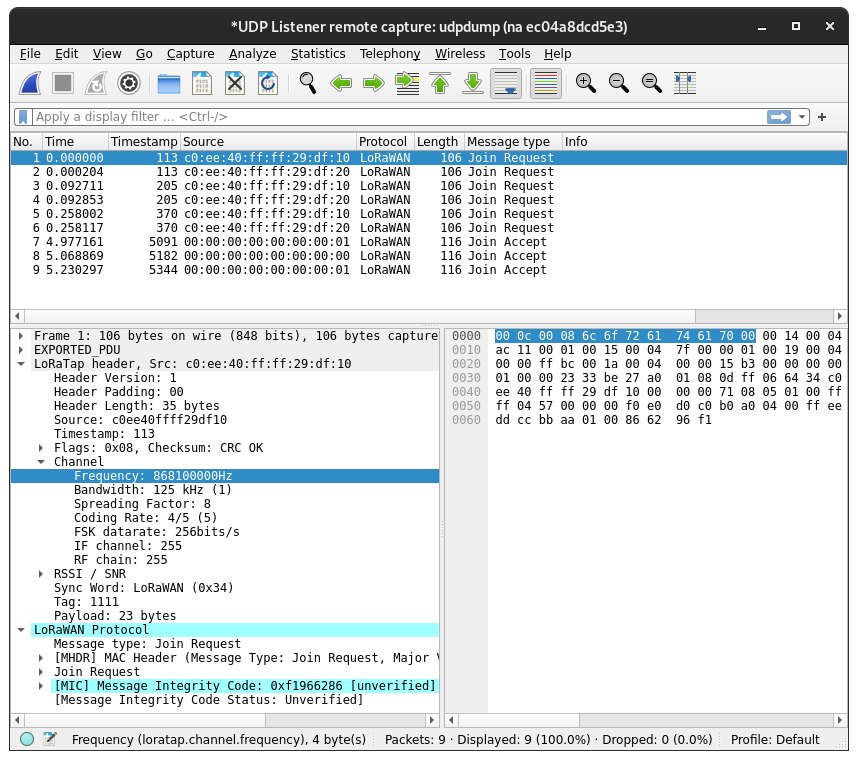 *UDP Listener remote capture: udpdump (na ec04a8dcd5e3)
File Edit View Go Capture Analyze Statistics Telephony Wireless Tools Help
Apply a display filter … <Ctrl-/>
No. Time Timestamp Source Protocol Length Message type Info
1 0.000000 113 c0:ee:40:ff:ff:29:df:10 LoRaWAN 106 Join Request
2 0.000204 113 c0:ee:40:ff:ff:29:df:20 LoRaWAN 106 Join Request
3 0.092711 205 c0:ee:40:ff:ff:29:df:10 LoRaWAN 106 Join Request
4 0.092853 205 c0:ee:40:ff:ff:29:df:20 LoRaWAN 106 Join Request
5 0.258002 370 c0:ee:40:ff:ff:29:df:10 LoRaWAN 106 Join Request
6 0.258117 370 c0:ee:40:ff:ff:29:df:20 LoRaWAN 106 Join Request
7 4.977161 5091 00:00:00:00:00:00:00:01 LoRaWAN 116 Join Accept
8 5.068869 5182 00:00:00:00:00:00:00:00 LoRaWAN 116 Join Accept
9 5.230297 5344 00:00:00:00:00:00:00:01 LoRaWAN 116 Join Accept
Frame 1: 106 bytes on wire (848 bits), 106 bytes capture
EXPORTED_PDU
LoRaTap header, Src: c0:ee:40:ff:ff:29:df:10
Header Version: 1
Header Padding: 00
Header Length: 35 bytes
Source: c0ee40ffff29df10
Timestamp: 113
Flags: 0x08, Checksum: CRC OK
Channel
Frequency: 868100000Hz
Bandwidth: 125 kHz (1)
Spreading Factor: 8
Coding Rate: 4/5 (5)
FSK datarate: 256bits/s
IF channel: 255
RF chain: 255
RSSI / SNR
Sync Word: LoRaWAN (0x34)
Tag: 1111
Payload: 23 bytes
LoRaWAN Protocol
Message type: Join Request
[MHDR] MAC Header (Message Type: Join Request, Major V
Join Request
[MIC] Message Integrity Code: 0xf1966286 [unverified]
[Message Integrity Code Status: Unverified]
0000 00 0c 00 08 6c 6f 72 61 74 61 70 00 00 14 00 04
0010 ac 11 00 01 00 15 00 04 7f 00 00 01 00 19 00 04
0020 00 00 ff bc 00 1a 00 04 00 00 15 b3 00 00 00 00
0030 01 00 00 23 33 be 27 a0 01 08 0d ff 06 64 34 c0
0040 ee 40 ff ff 29 df 10 00 00 00 71 08 05 01 00 ff
0050 ff 04 57 00 00 00 f0 e0 d0 c0 b0 a0 04 00 ff ee
0060 dd cc bb aa 01 00 86 62 96 f1
Frequency (loratap.channel.frequency), 4 byte(s) Packets: 9 · Displayed: 9 (100.0%) · Dropped: 0 (0.0%) Profile: Default